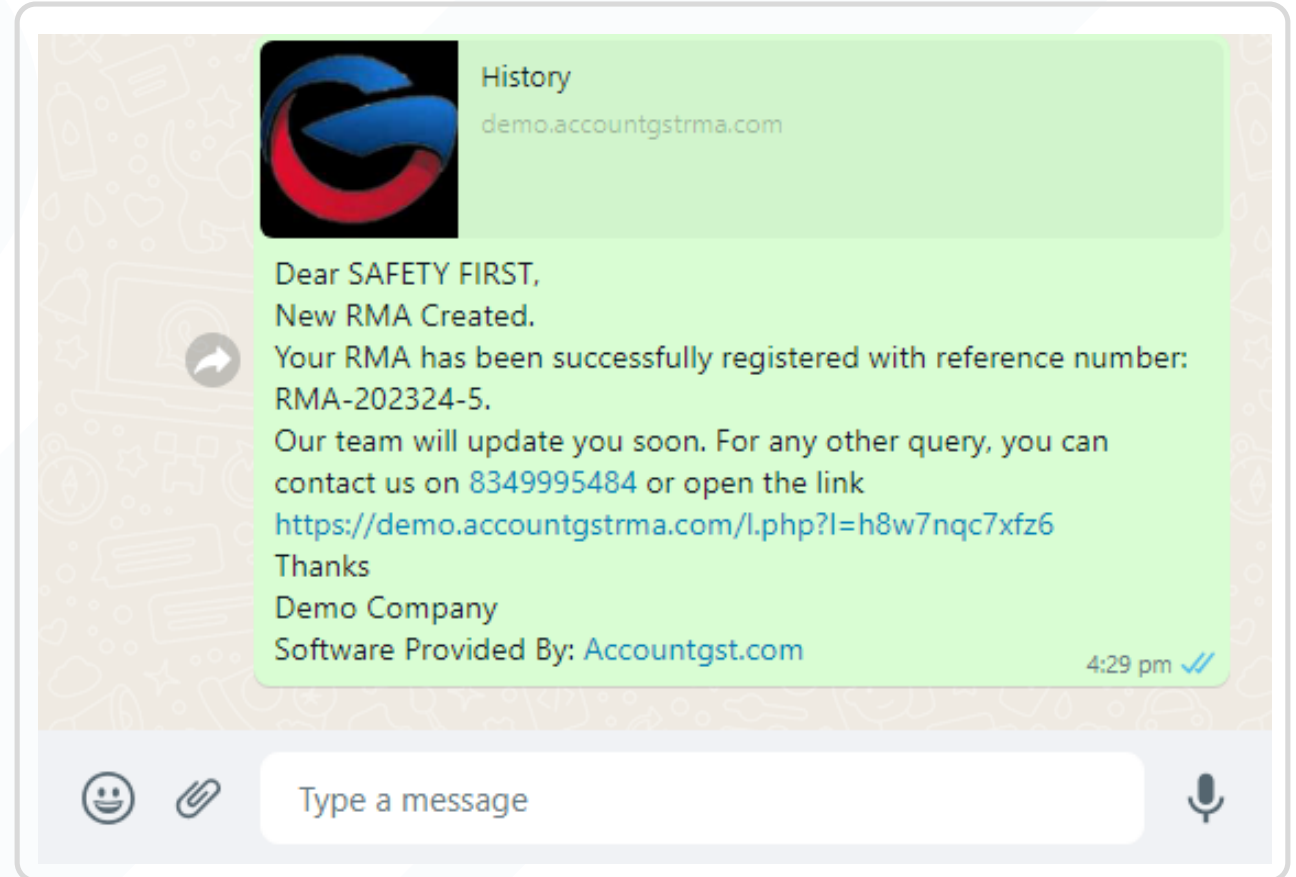 History
demo.accountgstrma.com
Dear SAFETY FIRST,
New RMA Created.
Your RMA has been successfully registered with reference number:
RMA-202324-5.
Our team will update you soon. For any other query, you can
contact us on 8349995484 or open the link
https://demo.accountgstrma.com/l.php?l=h8w7nqc7xfz6
Thanks
Demo Company
Software Provided By: Accountgst.com
4:29 pm
Type a message